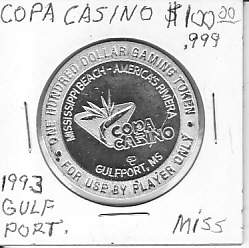 COPA CASINO $100.00
.999
ONE HUNDRED DOLLAR GAMING TOKEN
MISSISSIPPI BEACH - AMERICA'S RIVIERA
COPA
CASINO
GULFPORT, MS
• FOR USE BY PLAYER ONLY •
1993
GULF
PORT.
MISS